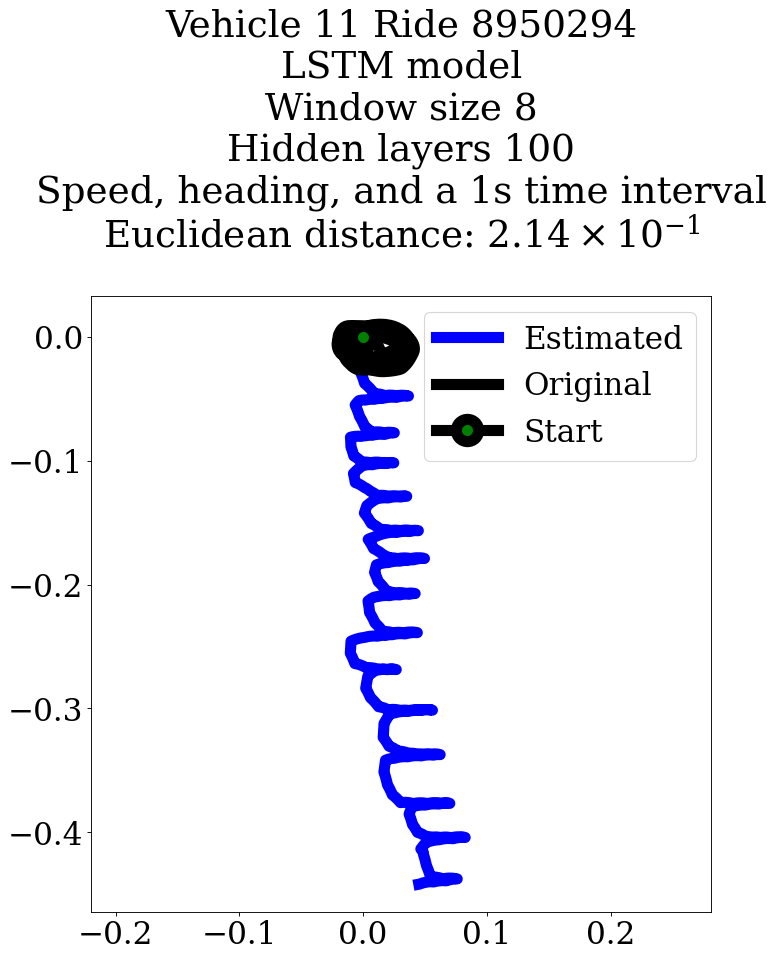 Vehicle 11 Ride 8950294
LSTM model
Window size 8
Hidden layers 100
Speed, heading, and a 1s time interval
Euclidean distance: 2.14 × 10⁻¹
Estimated
Original
Start
0.0
−0.1
−0.2
−0.3
−0.4
−0.2 −0.1 0.0 0.1 0.2